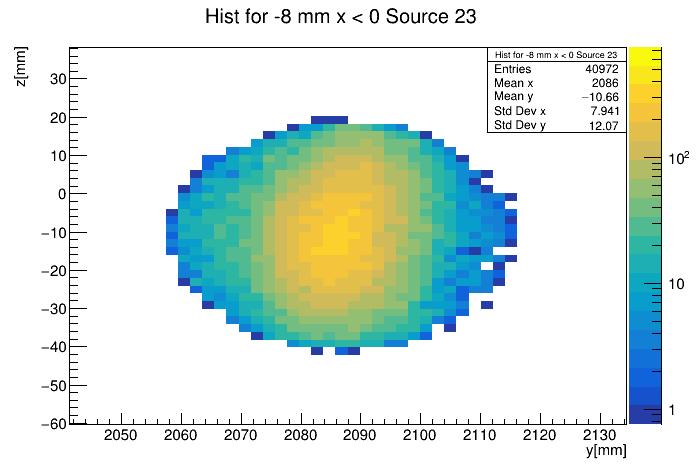 Hist for -8 mm x < 0 Source 23
z[mm]
Hist for -8 mm x < 0 Source 23
Entries 40972
Mean x 2086
Mean y −10.66
Std Dev x 7.941
Std Dev y 12.07
30
20
10
0
−10
−20
−30
−40
−50
−60
2050 2060 2070 2080 2090 2100 2110 2120 2130
y[mm]
10²
10
1